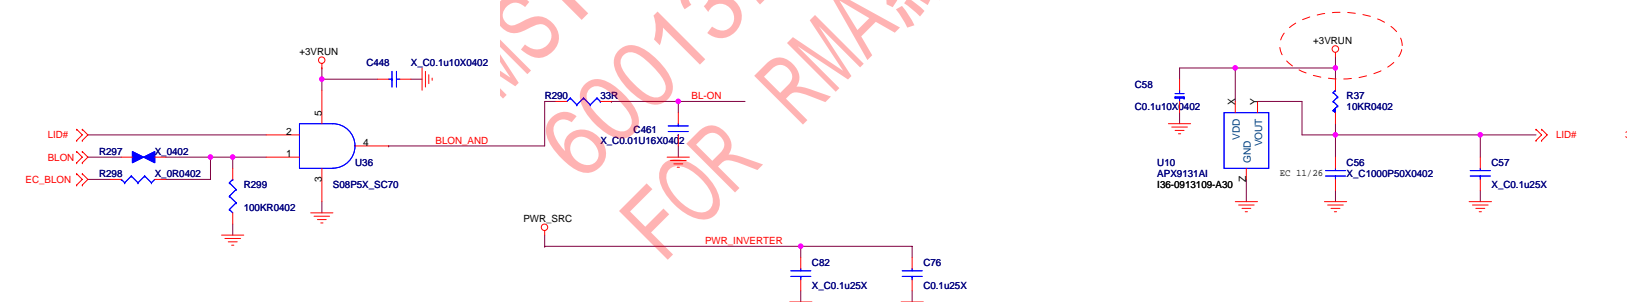 +3VRUN
C448
X_C0.1u10X0402
5
LID#
2
BLON
R297
X_0402
1
4
BLON_AND
EC_BLON
R298
X_0R0402
U36
3
S08P5X_SC70
R299
100KR0402
R290
33R
BL-ON
C461
X_C0.01U16X0402
PWR_SRC
PWR_INVERTER
C82
X_C0.1u25X
C76
C0.1u25X
60013
FOR RMA
+3VRUN
C58
C0.1u10X0402
R37
10KR0402
X
Y
VDD
VOUT
GND
Z
LID#
U10
APX9131AI
I36-0913109-A30
EC 11/26
C56
X_C1000P50X0402
C57
X_C0.1u25X